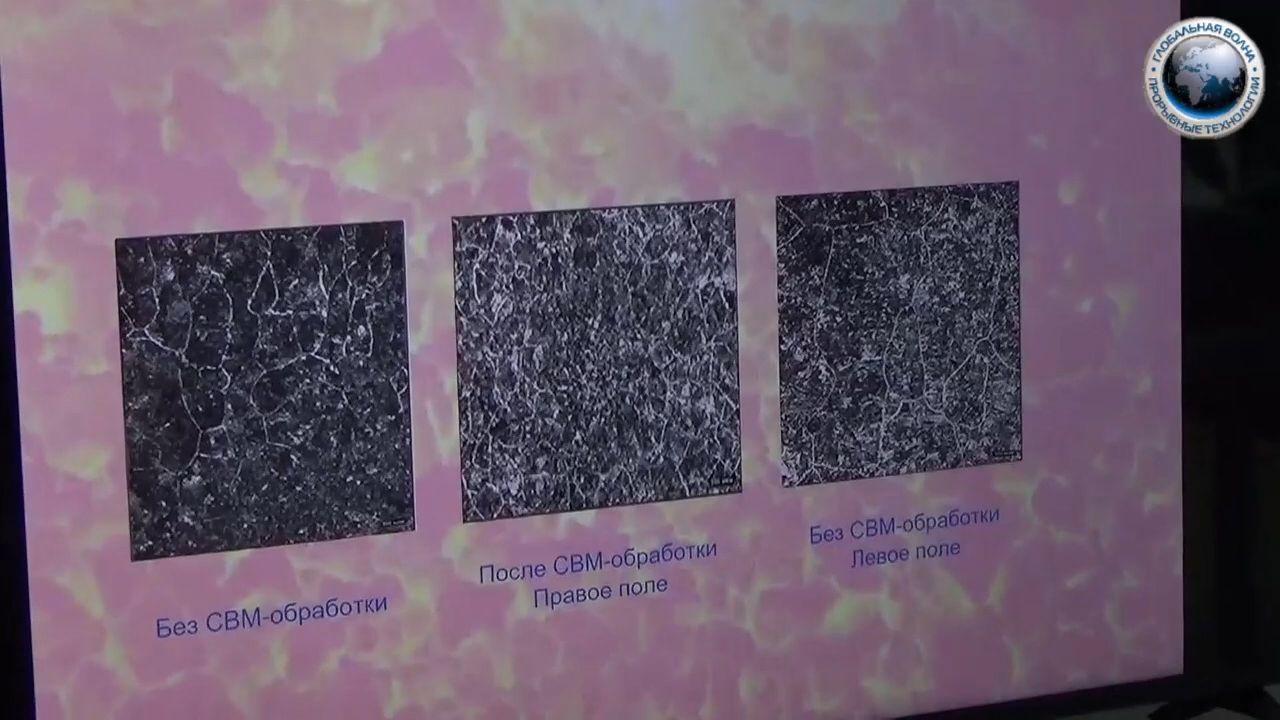 ГЛОБАЛЬНАЯ ВОЛНА
ПРОРЫВНЫЕ ТЕХНОЛОГИИ
Без СВМ-обработки
После СВМ-обработки
Правое поле
Без СВМ-обработки
Левое поле